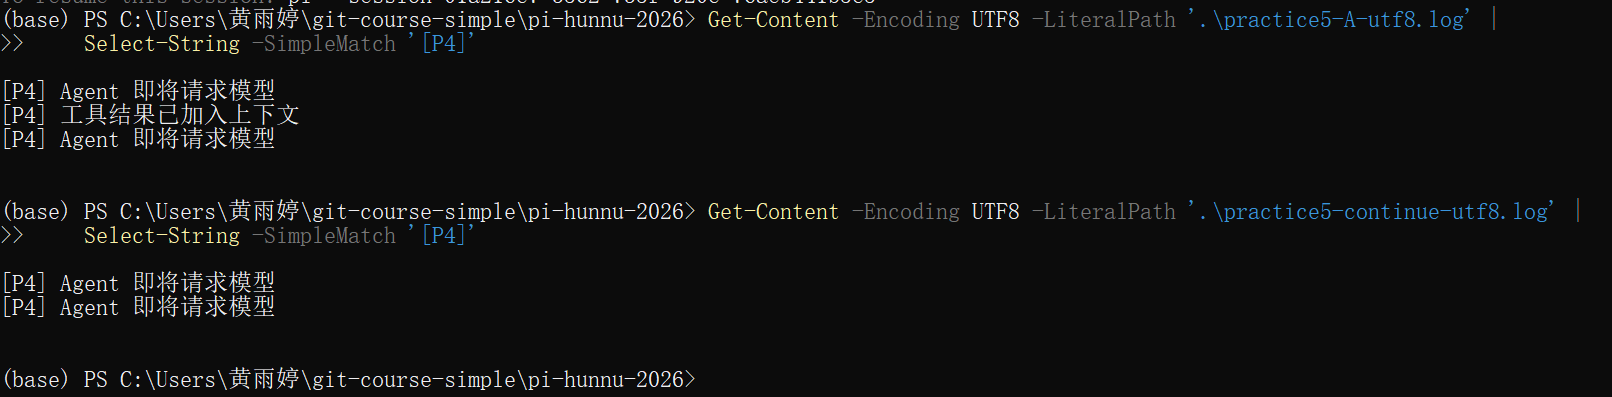 (base) PS C:\Users\黄雨婷\git-course-simple\pi-hunnu-2026> Get-Content -Encoding UTF8 -LiteralPath '.\practice5-A-utf8.log' |
>>     Select-String -SimpleMatch '[P4]'
[P4] Agent 即将请求模型
[P4] 工具结果已加入上下文
[P4] Agent 即将请求模型
(base) PS C:\Users\黄雨婷\git-course-simple\pi-hunnu-2026> Get-Content -Encoding UTF8 -LiteralPath '.\practice5-continue-utf8.log' |
>>     Select-String -SimpleMatch '[P4]'
[P4] Agent 即将请求模型
[P4] Agent 即将请求模型
(base) PS C:\Users\黄雨婷\git-course-simple\pi-hunnu-2026>